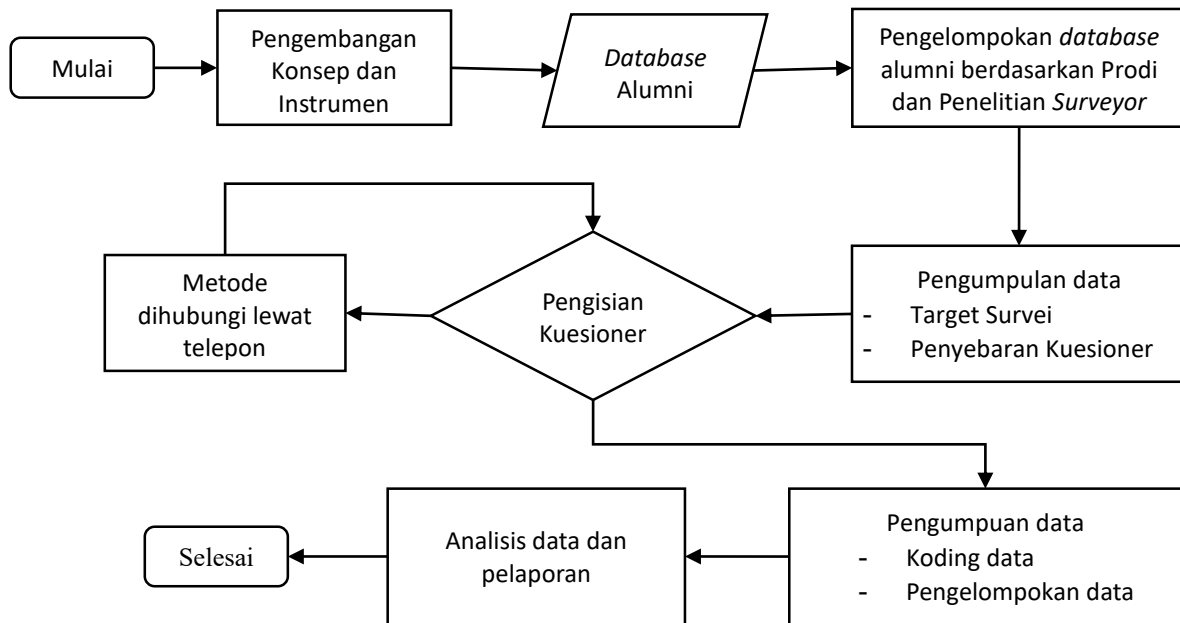 Mulai
Pengembangan
Konsep dan
Instrumen
Database
Alumni
Pengelompokan database
alumni berdasarkan Prodi
dan Penelitian Surveyor
Pengumpulan data
- Target Survei
- Penyebaran Kuesioner
Pengisian
Kuesioner
Metode
dihubungi lewat
telepon
Pengumpuan data
- Koding data
- Pengelompokan data
Analisis data dan
pelaporan
Selesai